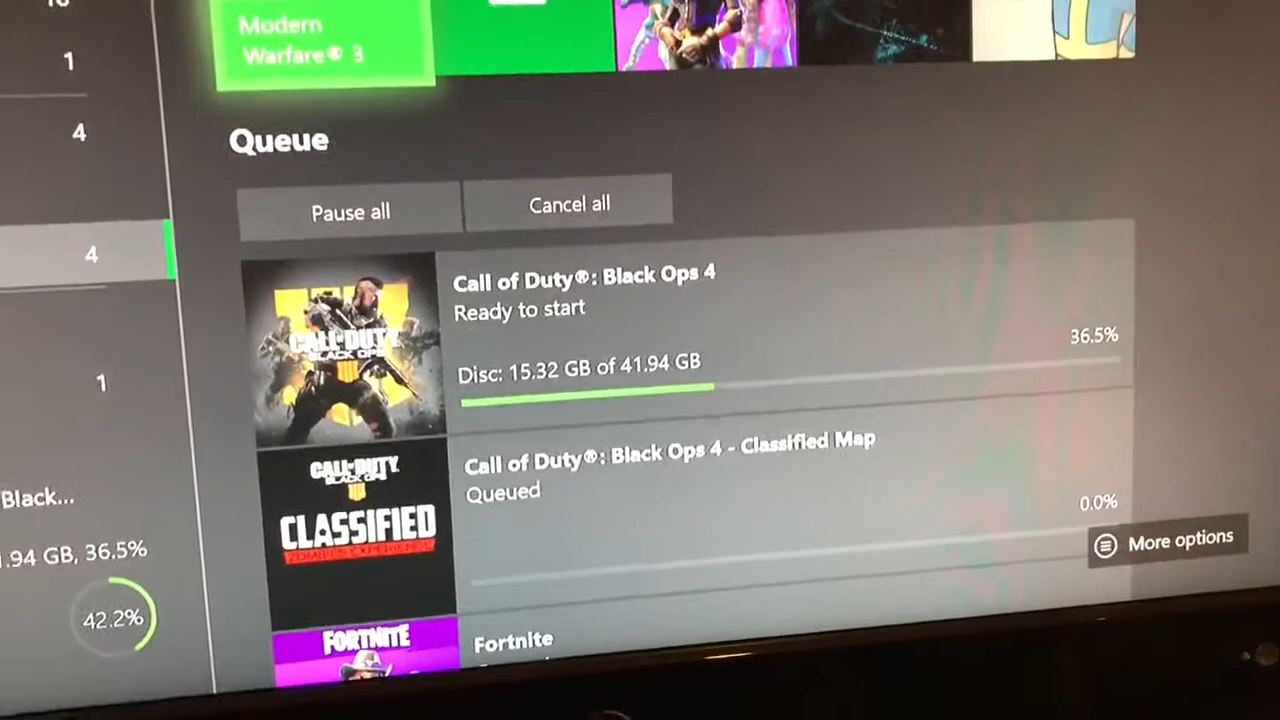 1
Modern
Warfare® 3
4
Queue
Pause all
Cancel all
4
Call of Duty®: Black Ops 4
Ready to start
36.5%
Disc: 15.32 GB of 41.94 GB
CALL OF DUTY
BLACK OPS
IIII
1
Call of Duty®: Black Ops 4 - Classified Map
Queued
0.0%
CALL OF DUTY
BLACK OPS
IIII
CLASSIFIED
ZOMBIES EXPERIENCE
More options
Black...
.94 GB, 36.5%
42.2%
FORTNITE
Fortnite